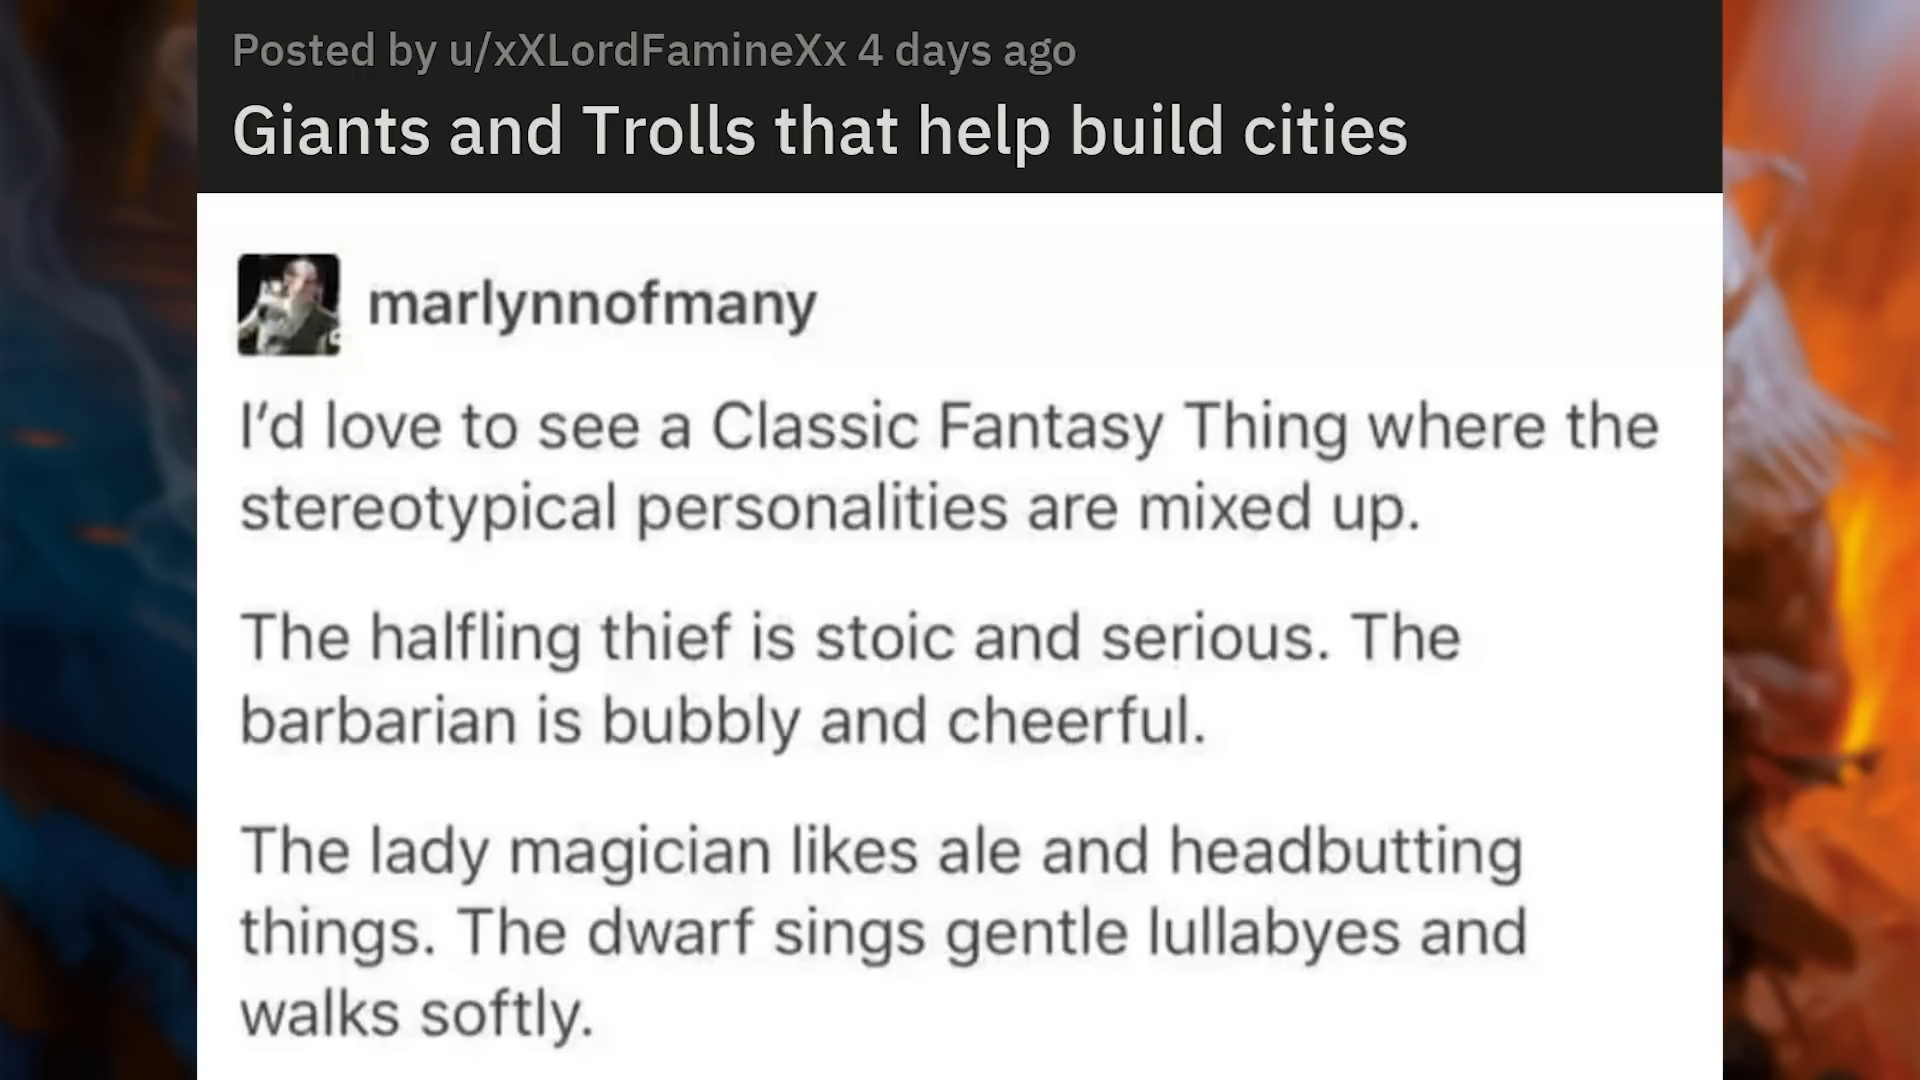 Posted by u/xXLordFamineXx 4 days ago
Giants and Trolls that help build cities
marlynnofmany
I'd love to see a Classic Fantasy Thing where the
stereotypical personalities are mixed up.
The halfling thief is stoic and serious. The
barbarian is bubbly and cheerful.
The lady magician likes ale and headbutting
things. The dwarf sings gentle lullabyes and
walks softly.